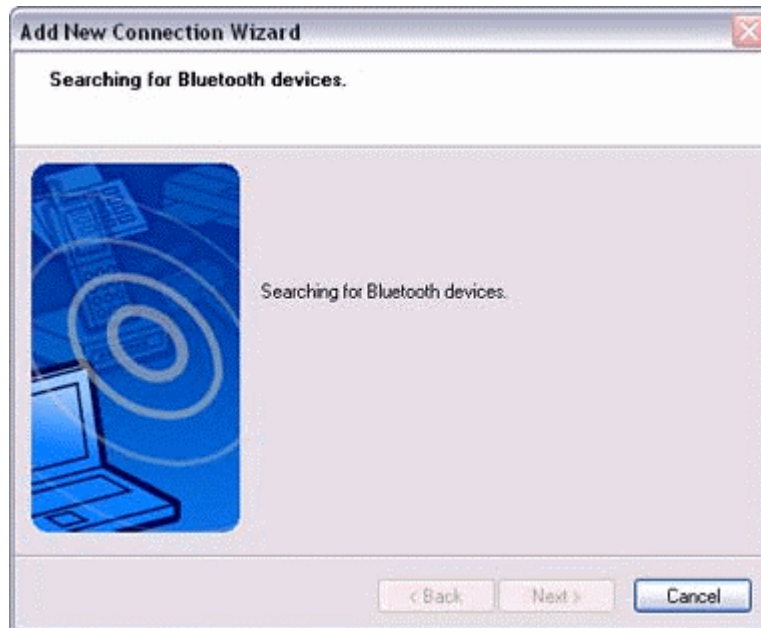 Add New Connection Wizard
Searching for Bluetooth devices.
Searching for Bluetooth devices.
< Back
Next >
Cancel